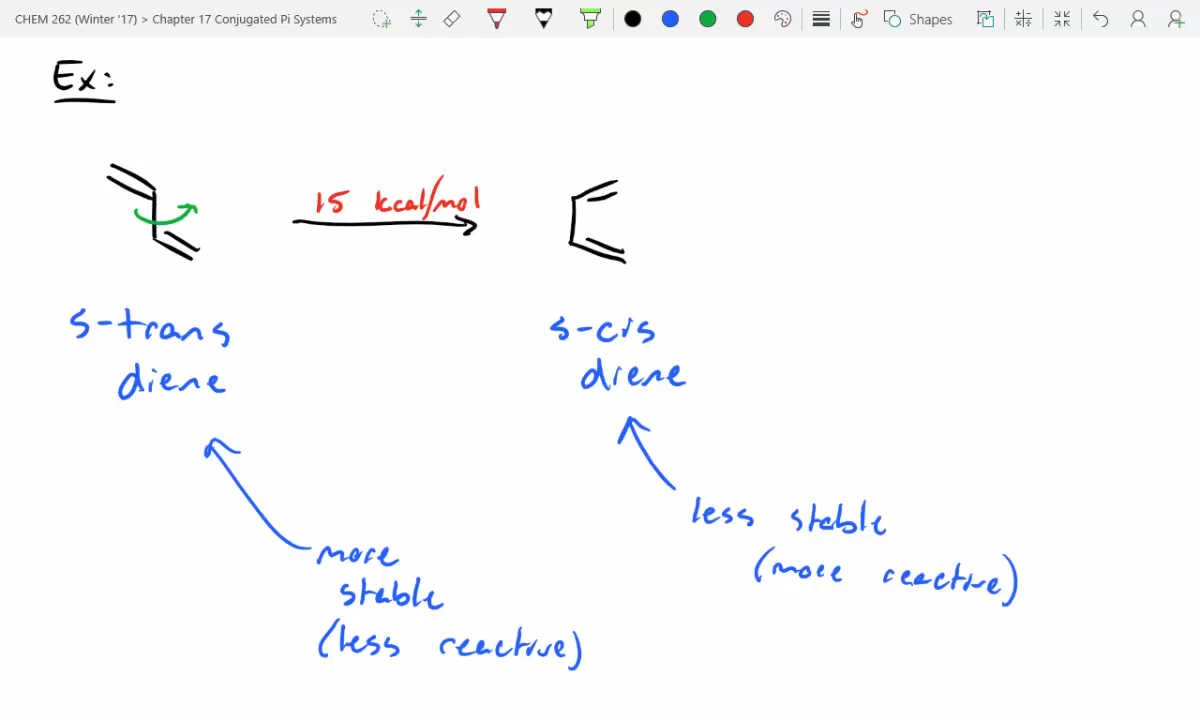 CHEM 262 (Winter '17) > Chapter 17 Conjugated Pi Systems
Shapes
Ex:
15 kcal/mol
s-trans
diene
s-cis
diene
less stable
(more reactive)
more
stable
(less reactive)